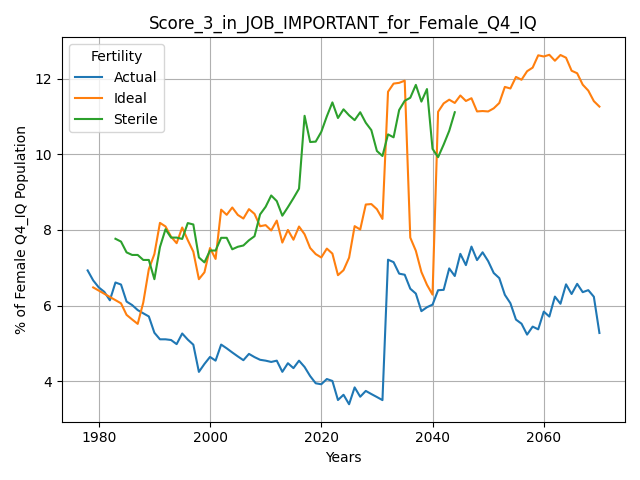 Score_3_in_JOB_IMPORTANT_for_Female_Q4_IQ
Fertility
Actual
Ideal
Sterile
% of Female Q4_IQ Population
12
10
8
6
4
1980
2000
2020
2040
2060
Years